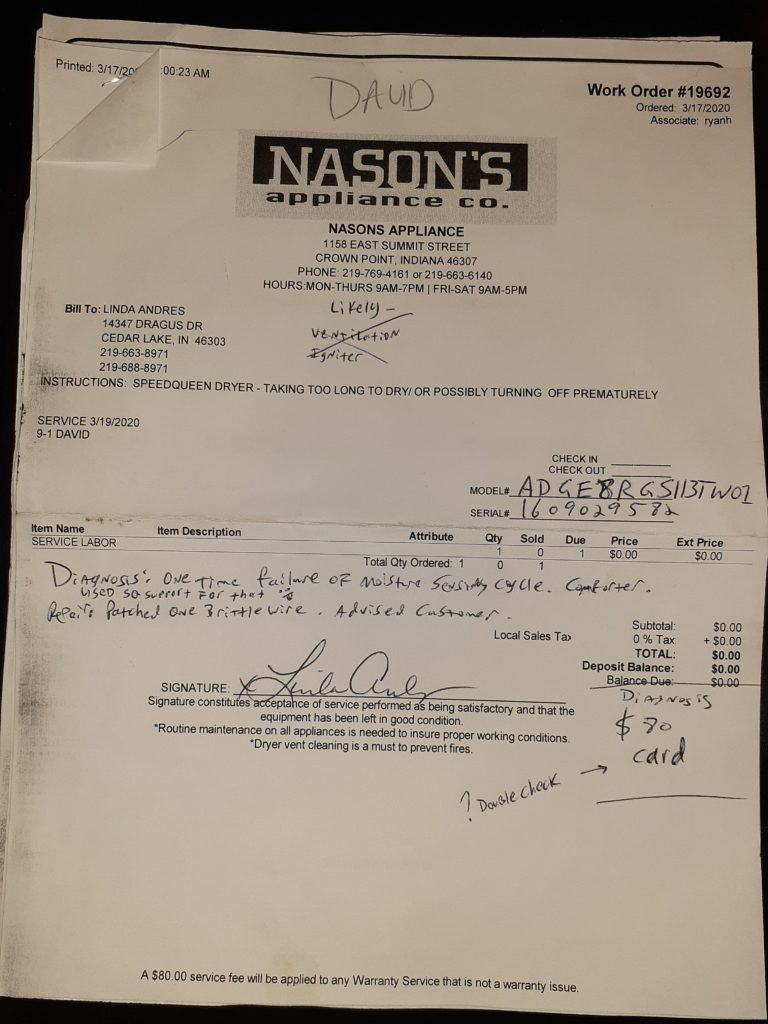 Printed: 3/17/20 :00:23 AM
DAVID
Work Order #19692
Ordered: 3/17/2020
Associate: ryanh
NASON'S
appliance co.
NASONS APPLIANCE
1158 EAST SUMMIT STREET
CROWN POINT, INDIANA 46307
PHONE: 219-769-4161 or 219-663-6140
HOURS:MON-THURS 9AM-7PM | FRI-SAT 9AM-5PM
Bill To: LINDA ANDRES
14347 DRAGUS DR
CEDAR LAKE, IN 46303
219-663-8971
219-688-8971
Likely -
Ventilation
Igniter
INSTRUCTIONS: SPEEDQUEEN DRYER - TAKING TOO LONG TO DRY/ OR POSSIBLY TURNING OFF PREMATURELY
SERVICE 3/19/2020
9-1 DAVID
CHECK IN
CHECK OUT
MODEL# ADGE8RGS113TW01
SERIAL# 1609029582
Item Name Item Description Attribute Qty Sold Due Price Ext Price
SERVICE LABOR 1 0 1 $0.00 $0.00
Total Qty Ordered: 1 0 1
Diagnosis: One Time failure of Moisture Sensing Cycle. Comforter.
used SQ support For that
Repair: Patched One Brittle wire. Advised Customer.
Subtotal: $0.00
Local Sales Tax 0 % Tax + $0.00
TOTAL: $0.00
Deposit Balance: $0.00
Balance Due: $0.00
SIGNATURE: x Linda Andres
Signature constitutes acceptance of service performed as being satisfactory and that the
equipment has been left in good condition.
*Routine maintenance on all appliances is needed to insure proper working conditions.
*Dryer vent cleaning is a must to prevent fires.
Diagnosis
$ 80
card
? Double Check →
A $80.00 service fee will be applied to any Warranty Service that is not a warranty issue.